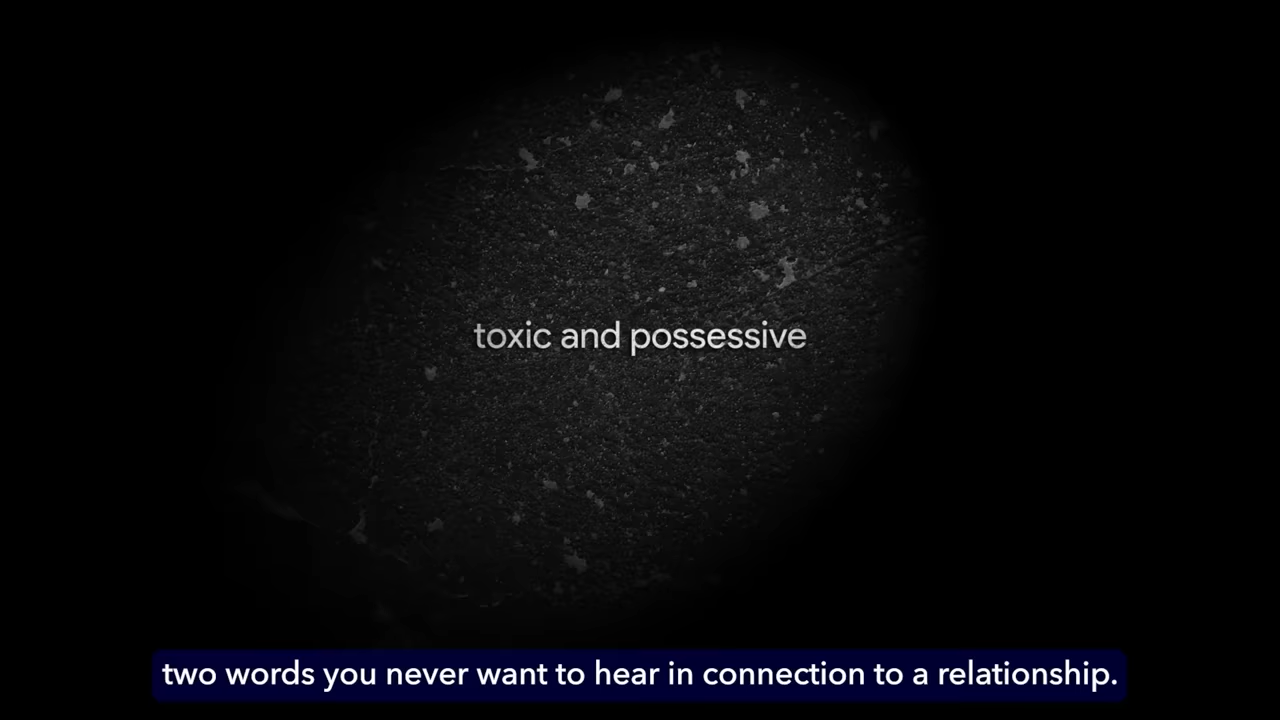 toxic and possessive
two words you never want to hear in connection to a relationship.